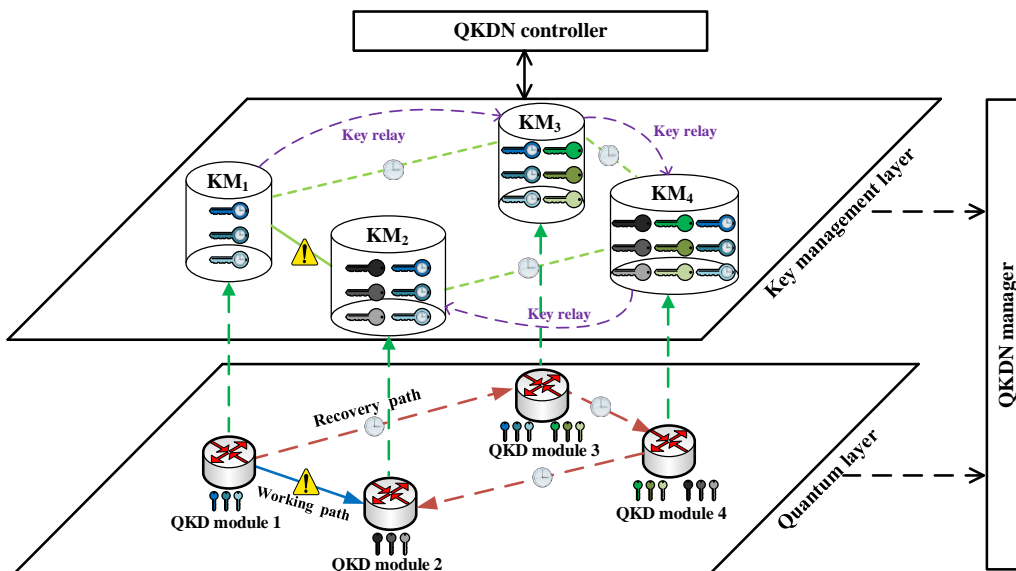 QKDN controller
KM3
Key relay
Key relay
KM1
KM4
KM2
Key relay
Key management layer
QKDN manager
Recovery path
QKD module 3
Working path
QKD module 1
QKD module 4
QKD module 2
Quantum layer